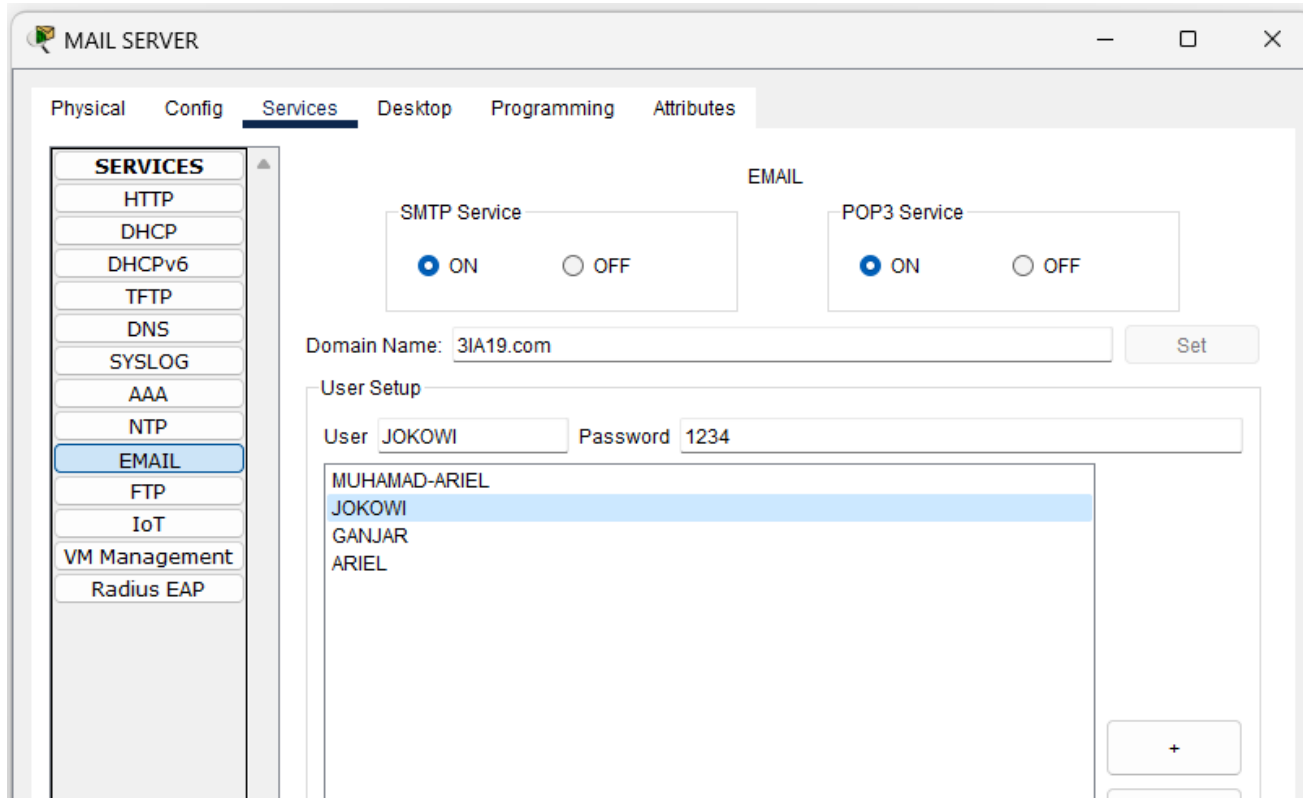 MAIL SERVER
Physical Config Services Desktop Programming Attributes
SERVICES
HTTP
DHCP
DHCPv6
TFTP
DNS
SYSLOG
AAA
NTP
EMAIL
FTP
IoT
VM Management
Radius EAP
EMAIL
SMTP Service
ON OFF
POP3 Service
ON OFF
Domain Name: 3IA19.com Set
User Setup
User JOKOWI Password 1234
MUHAMAD-ARIEL
JOKOWI
GANJAR
ARIEL
+